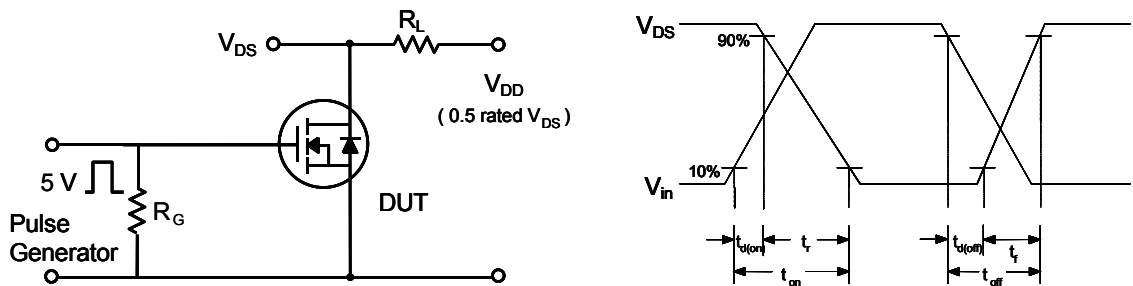 R_L
V_DS
V_DD
( 0.5 rated V_DS )
5 V
R_G
DUT
Pulse
Generator
V_DS
90%
10%
V_in
t_d(on)
t_r
t_d(off)
t_f
t_on
t_off